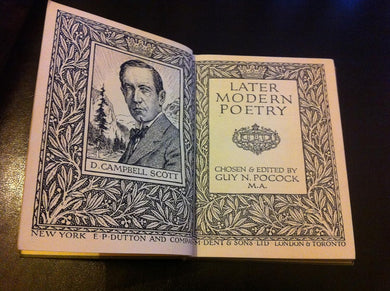 D. CAMPBELL SCOTT
NEW YORK E·P·DUTTON AND COMP
LATER
MODERN
POETRY
CHOSEN & EDITED BY
GUY N. POCOCK
M.A.
M·DENT & SONS LTD LONDON & TORONTO